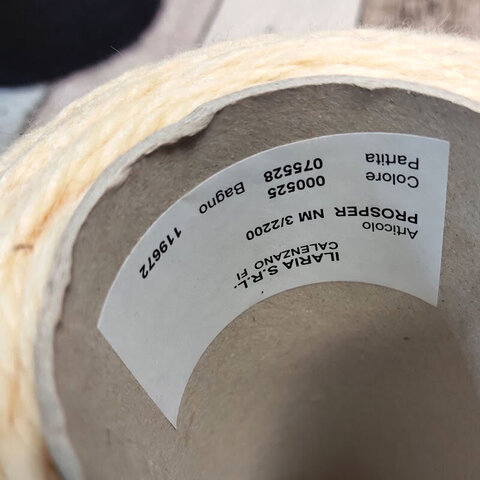 ILARIA S.R.L.
CALENZANO FI
Articolo PROSPER NM 3/2200
Colore 000525
Partita 075528 Bagno 119672